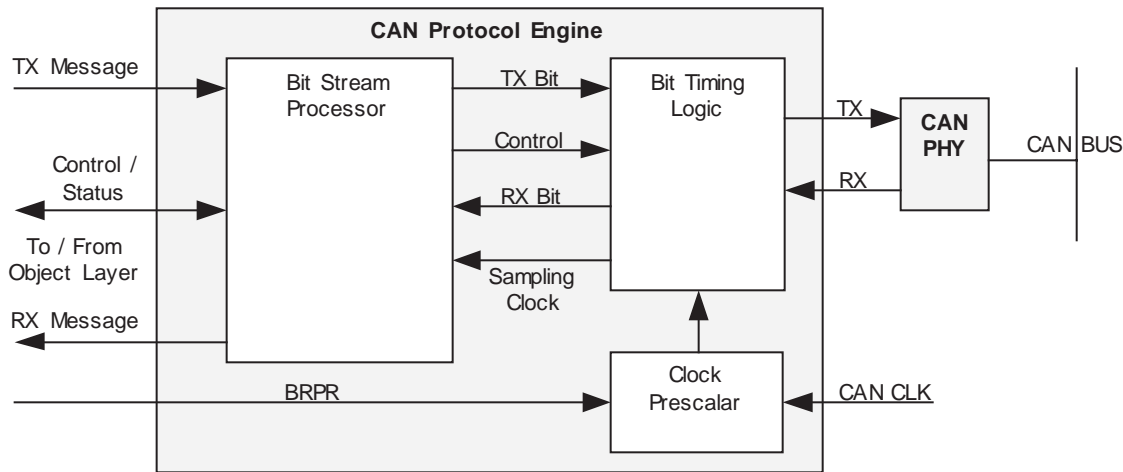 CAN Protocol Engine
TX Message
Bit Stream
Processor
TX Bit
Bit Timing
Logic
TX
CAN
PHY
CAN BUS
Control
Control /
Status
RX Bit
RX
To / From
Object Layer
Sampling
Clock
RX Message
Clock
Prescalar
BRPR
CAN CLK